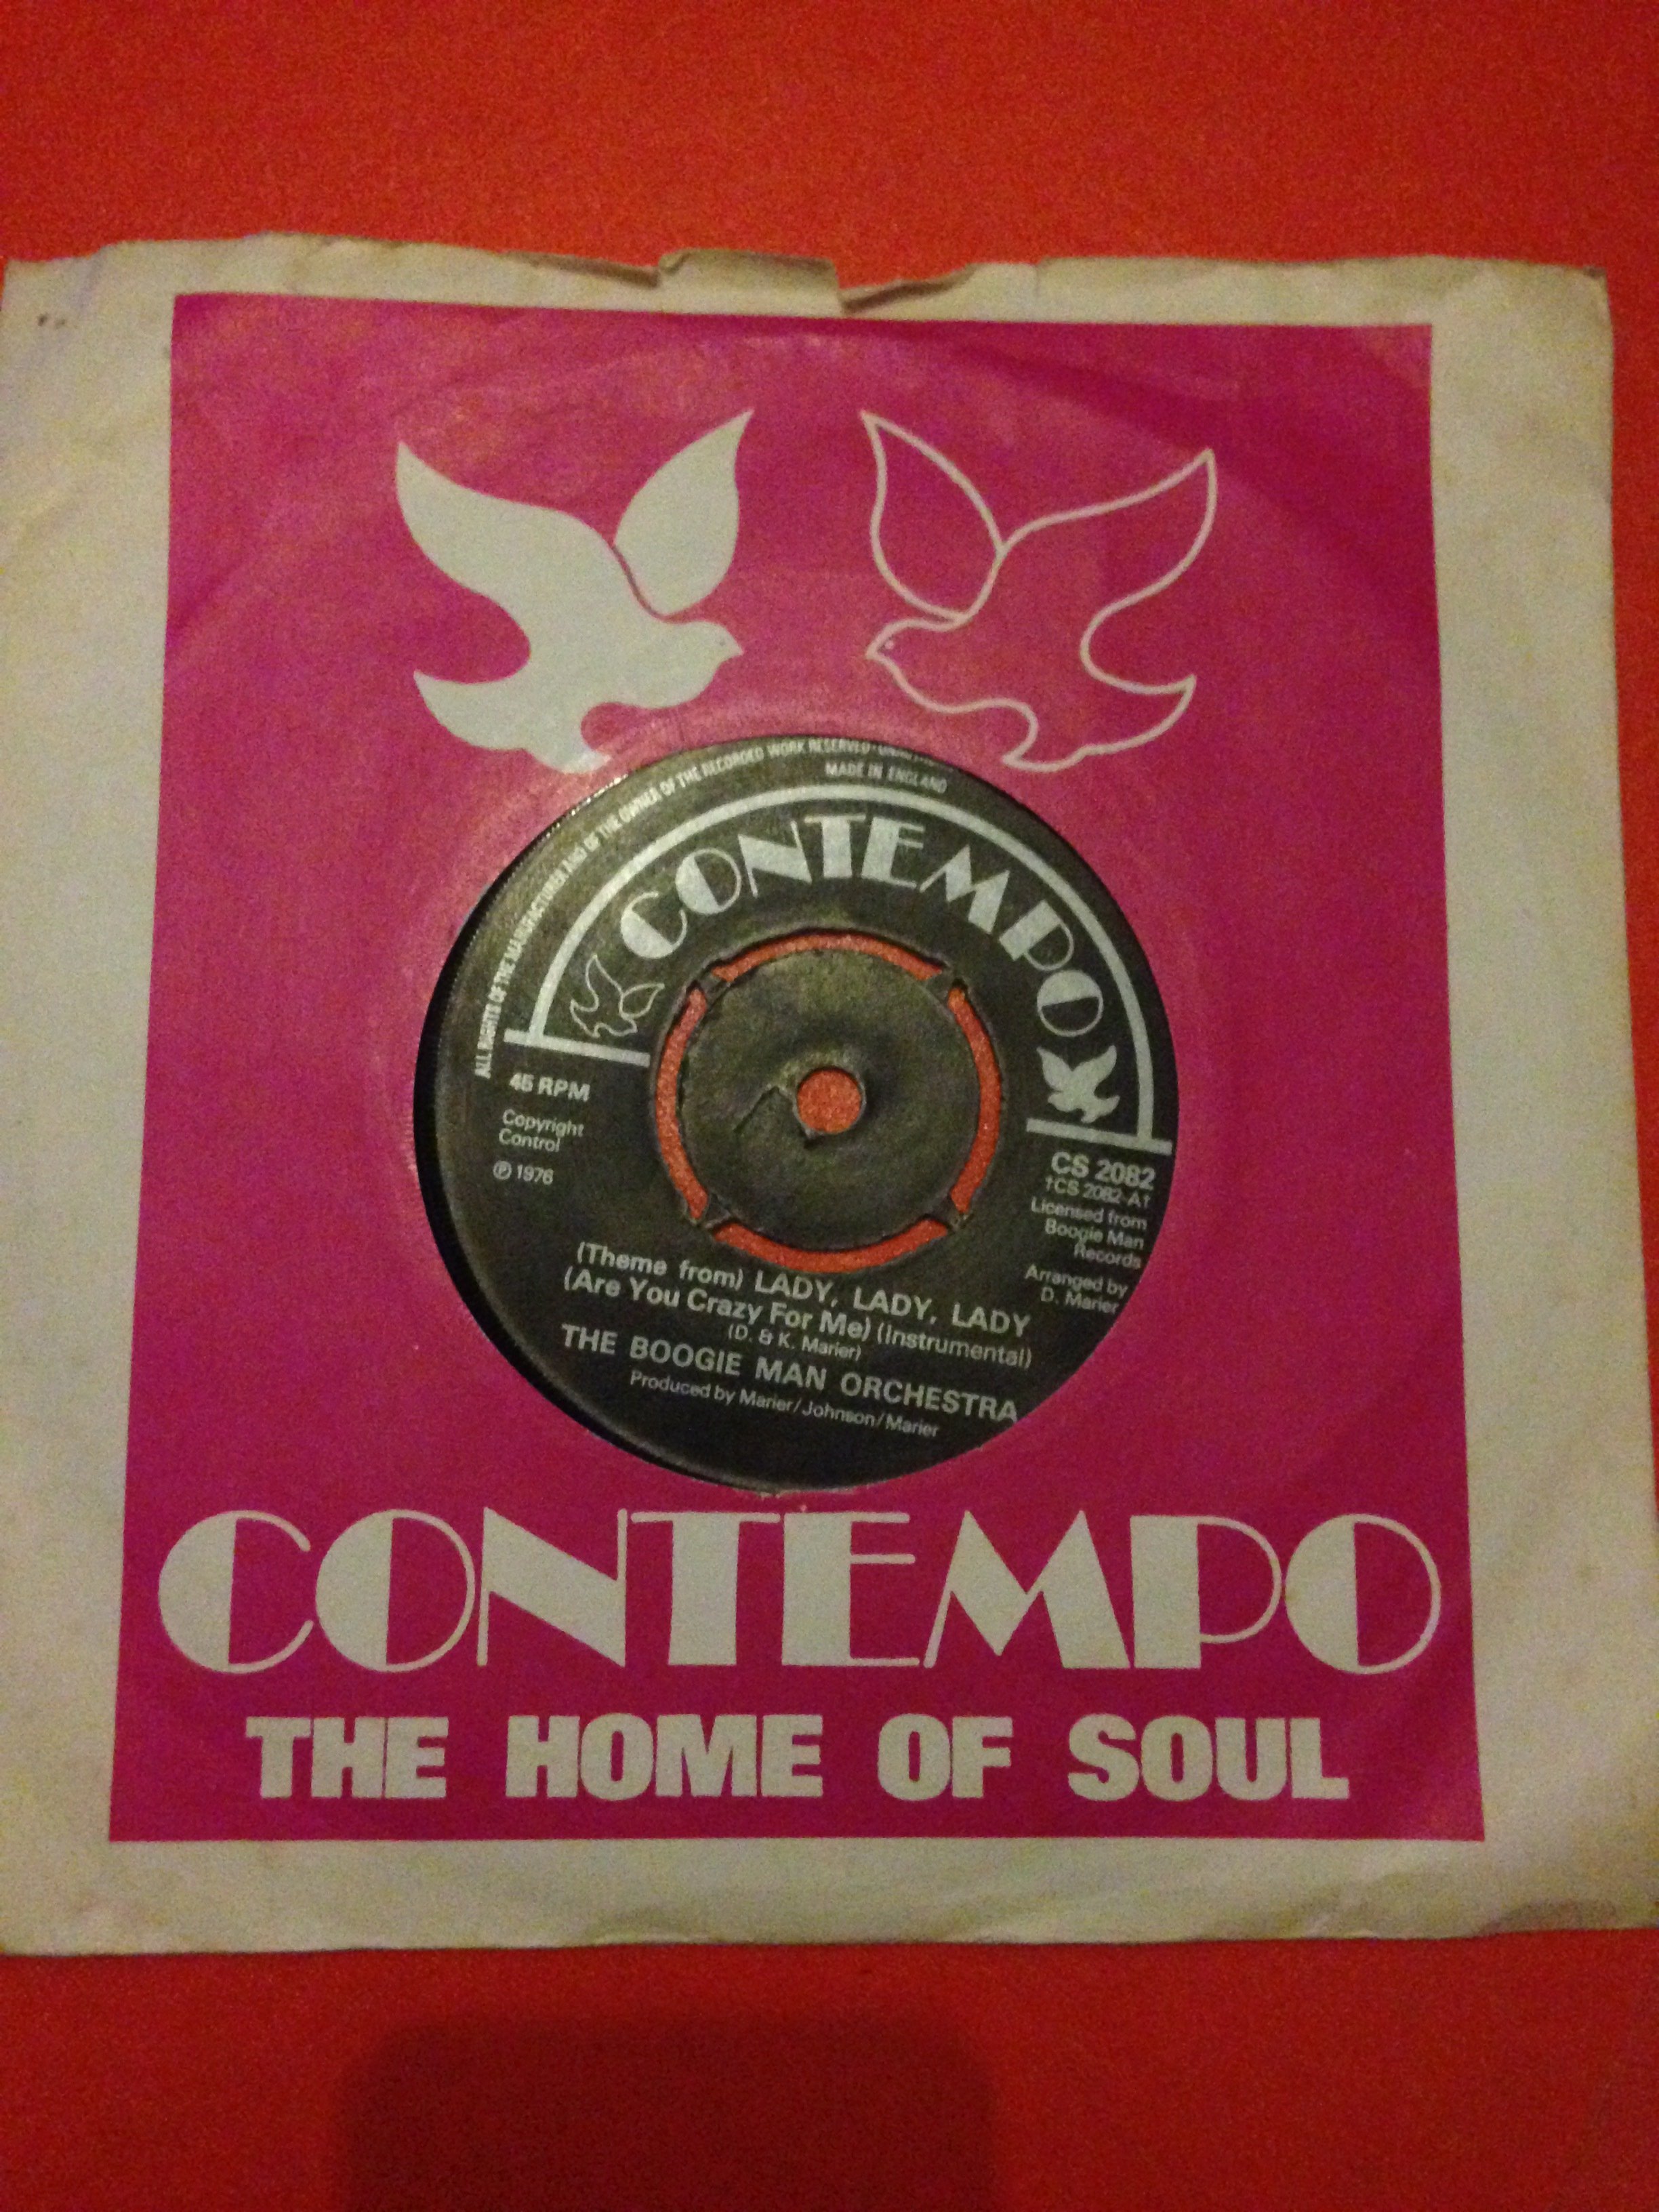 ALL RIGHTS OF THE MANUFACTURER AND OF THE OWNER OF THE RECORDED WORK RESERVED
MADE IN ENGLAND
CONTEMPO
45 RPM
Copyright
Control
℗ 1976
CS 2082
†CS 2082-A†
Licensed from
Boogie Man
Records
Arranged by
D. Marier
(Theme from) LADY, LADY, LADY
(Are You Crazy For Me) (Instrumental)
(D. & K. Marier)
THE BOOGIE MAN ORCHESTRA
Produced by Marier/Johnson/Marier
CONTEMPO
THE HOME OF SOUL